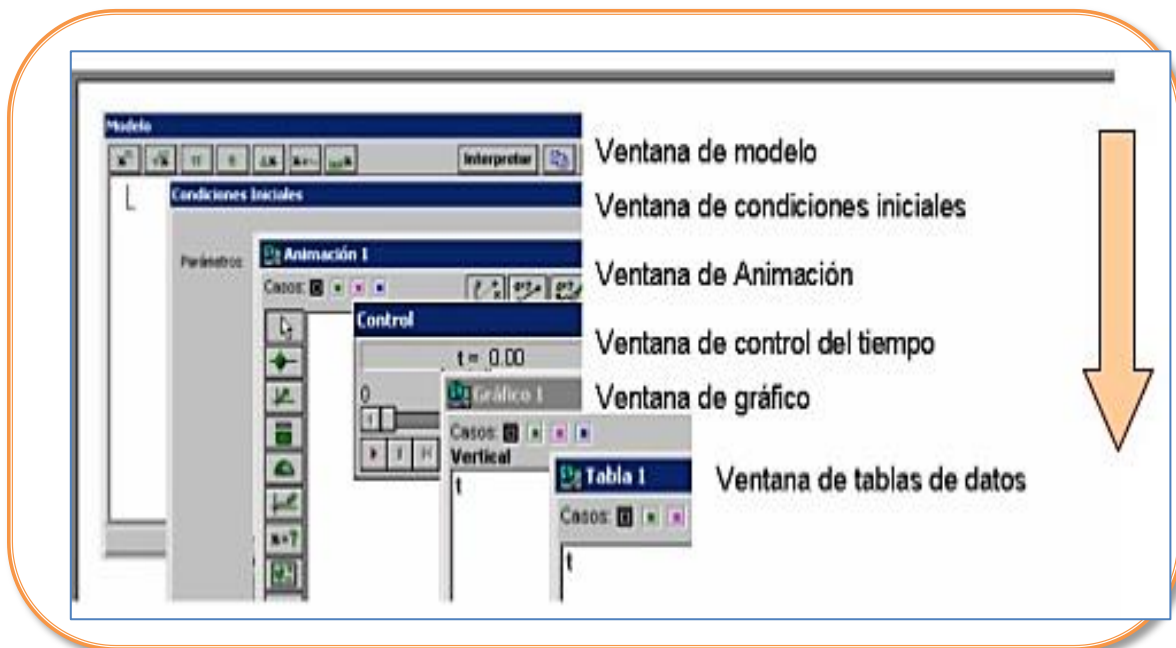 Modelo
Interpretar
Ventana de modelo
Condiciones Iniciales
Ventana de condiciones iniciales
Parámetros
Animación 1
Ventana de Animación
Casos:
Control
t = 0.00
Ventana de control del tiempo
0
Gráfico 1
Ventana de gráfico
Casos:
Vertical
t
Tabla 1
Ventana de tablas de datos
Casos:
t
x=?